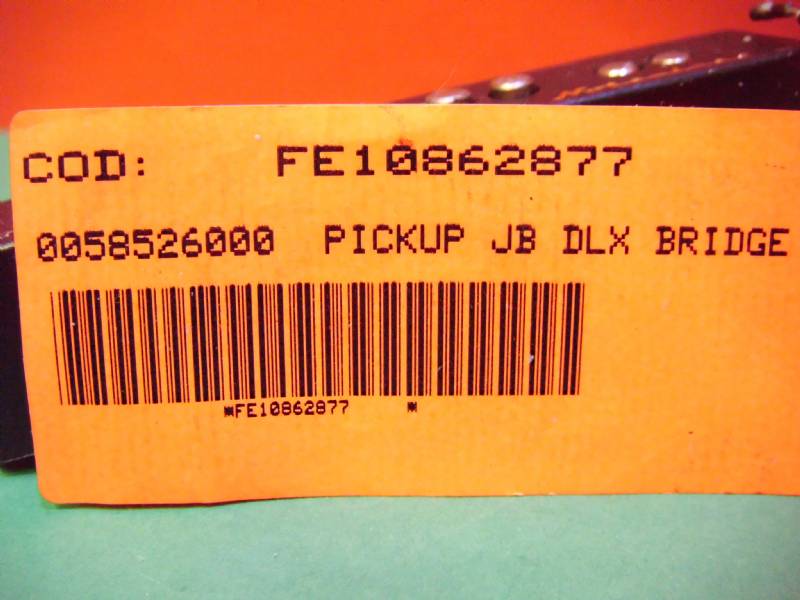 COD: FE10862877
0058526000 PICKUP JB DLX BRIDGE
*FE10862877 *